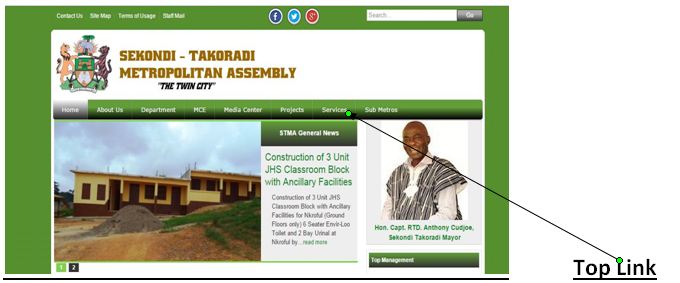 Contact Us Site Map Terms of Usage Staff Mail
Search Go
SEKONDI - TAKORADI
METROPOLITAN ASSEMBLY
"THE TWIN CITY"
Home About Us Department MCE Media Center Projects Services Sub Metros
STMA General News
Construction of 3 Unit
JHS Classroom Block
with Ancillary Facilities
Construction of 3 Unit JHS
Classroom Block with Ancillary
Facilities for Nkroful (Ground
Floors only) 6 Seater Envir-Loo
Toilet and 2 Bay Urinal at
Nkroful by...read more
Hon. Capt. RTD. Anthony Cudjoe,
Sekondi Takoradi Mayor
Top Management
1 2
Top Link